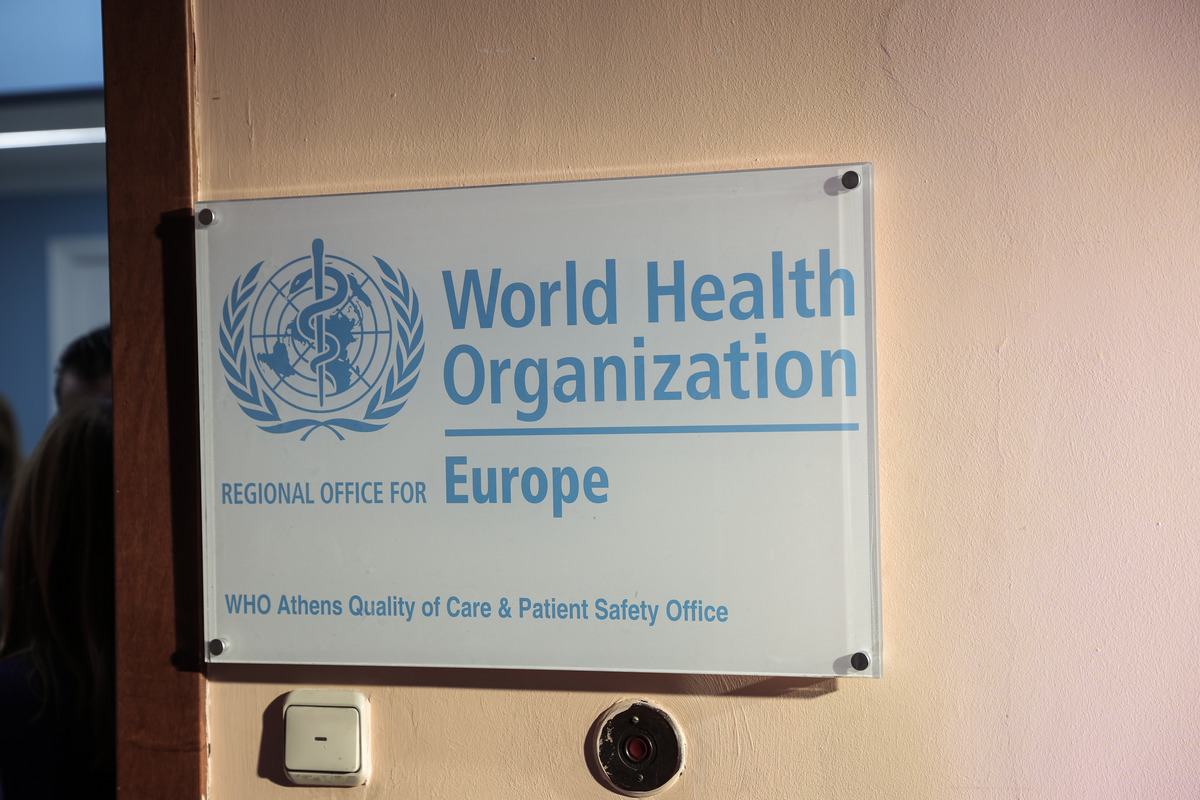 World Health
Organization
REGIONAL OFFICE FOR Europe
WHO Athens Quality of Care & Patient Safety Office